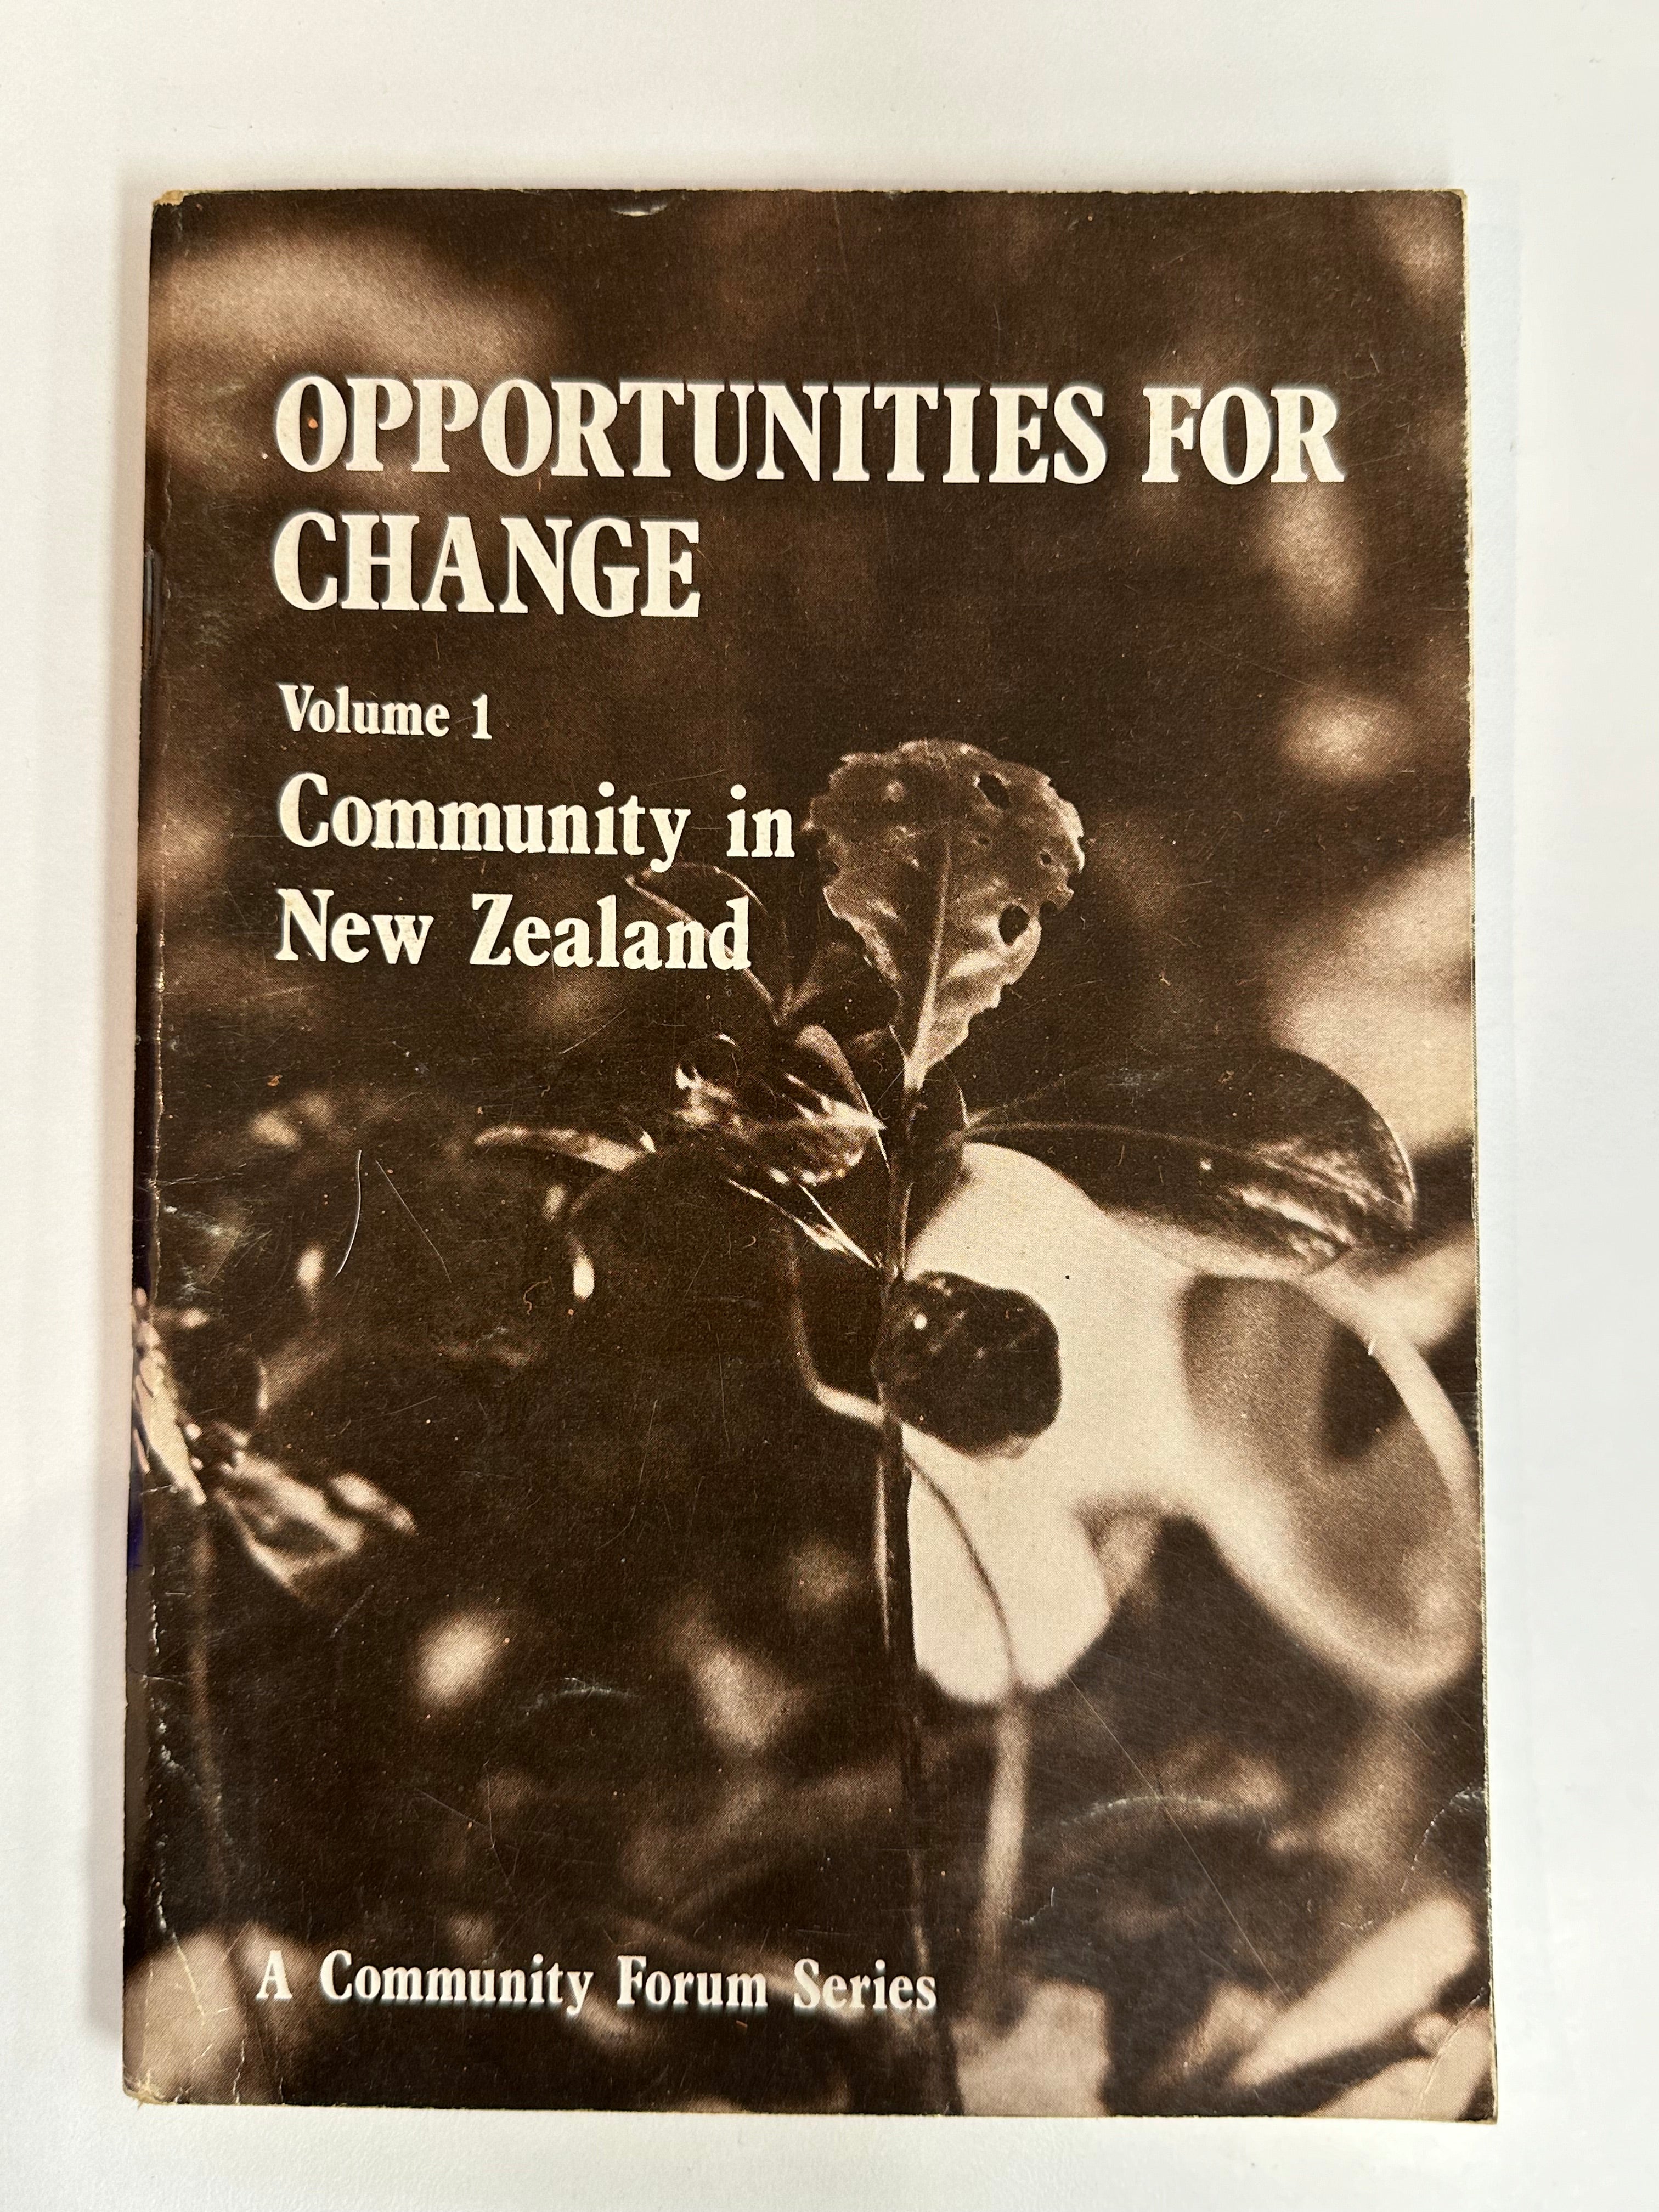 OPPORTUNITIES FOR
CHANGE
Volume 1
Community in
New Zealand
A Community Forum Series